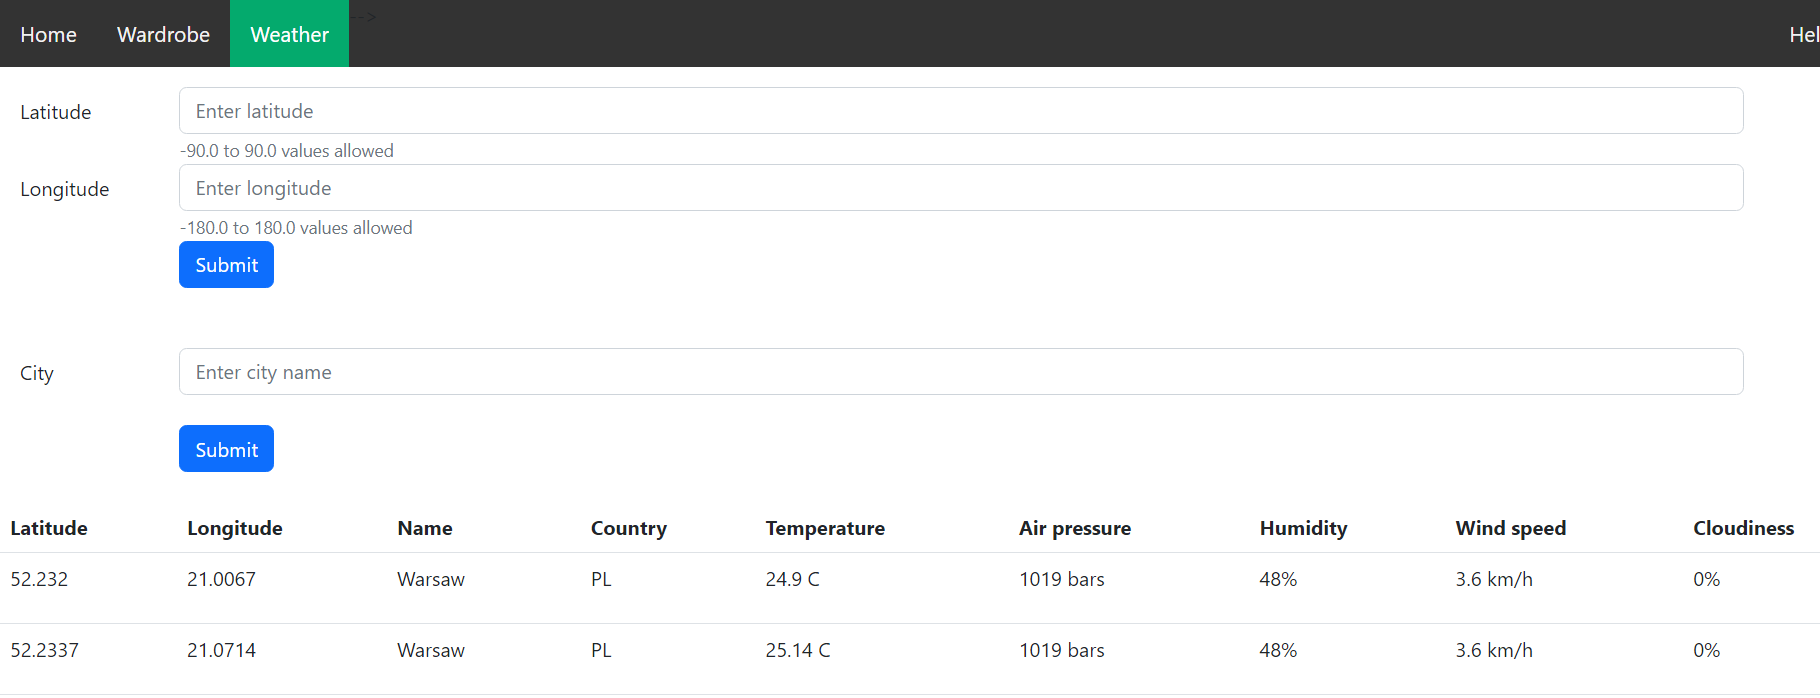 Home Wardrobe Weather --> Hel
Latitude Enter latitude
-90.0 to 90.0 values allowed
Longitude Enter longitude
-180.0 to 180.0 values allowed
Submit
City Enter city name
Submit
Latitude Longitude Name Country Temperature Air pressure Humidity Wind speed Cloudiness
52.232 21.0067 Warsaw PL 24.9 C 1019 bars 48% 3.6 km/h 0%
52.2337 21.0714 Warsaw PL 25.14 C 1019 bars 48% 3.6 km/h 0%